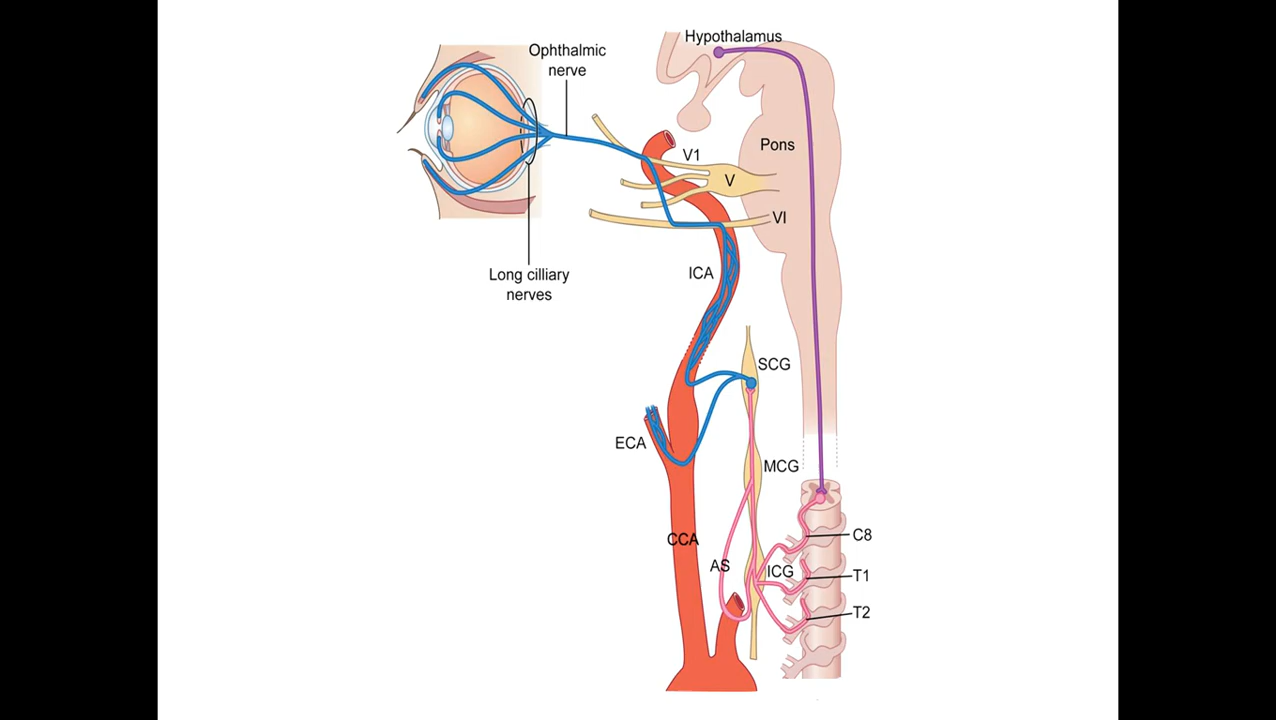 Hypothalamus
Ophthalmic
nerve
Pons
V1
V
VI
ICA
Long cilliary
nerves
SCG
ECA
MCG
C8
CCA
AS
ICG
T1
T2